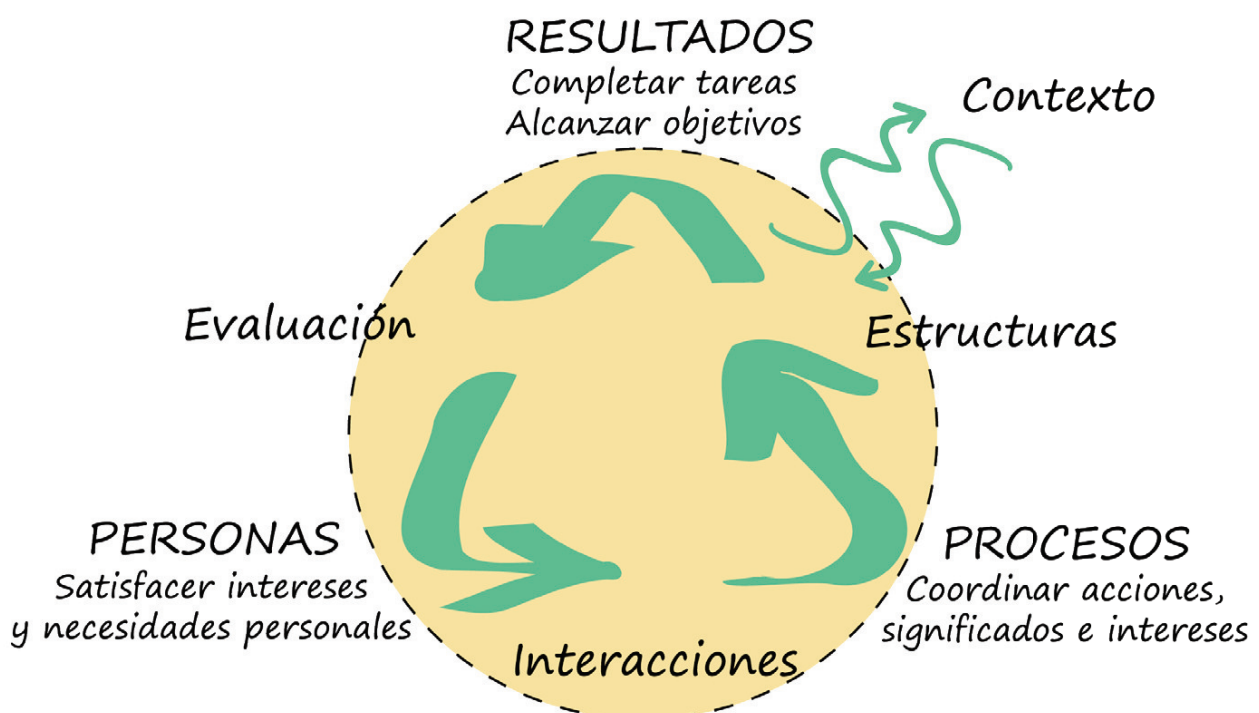 RESULTADOS
Completar tareas
Alcanzar objetivos
Contexto
Evaluación
Estructuras
PERSONAS
Satisfacer intereses
y necesidades personales
PROCESOS
Coordinar acciones,
significados e intereses
Interacciones